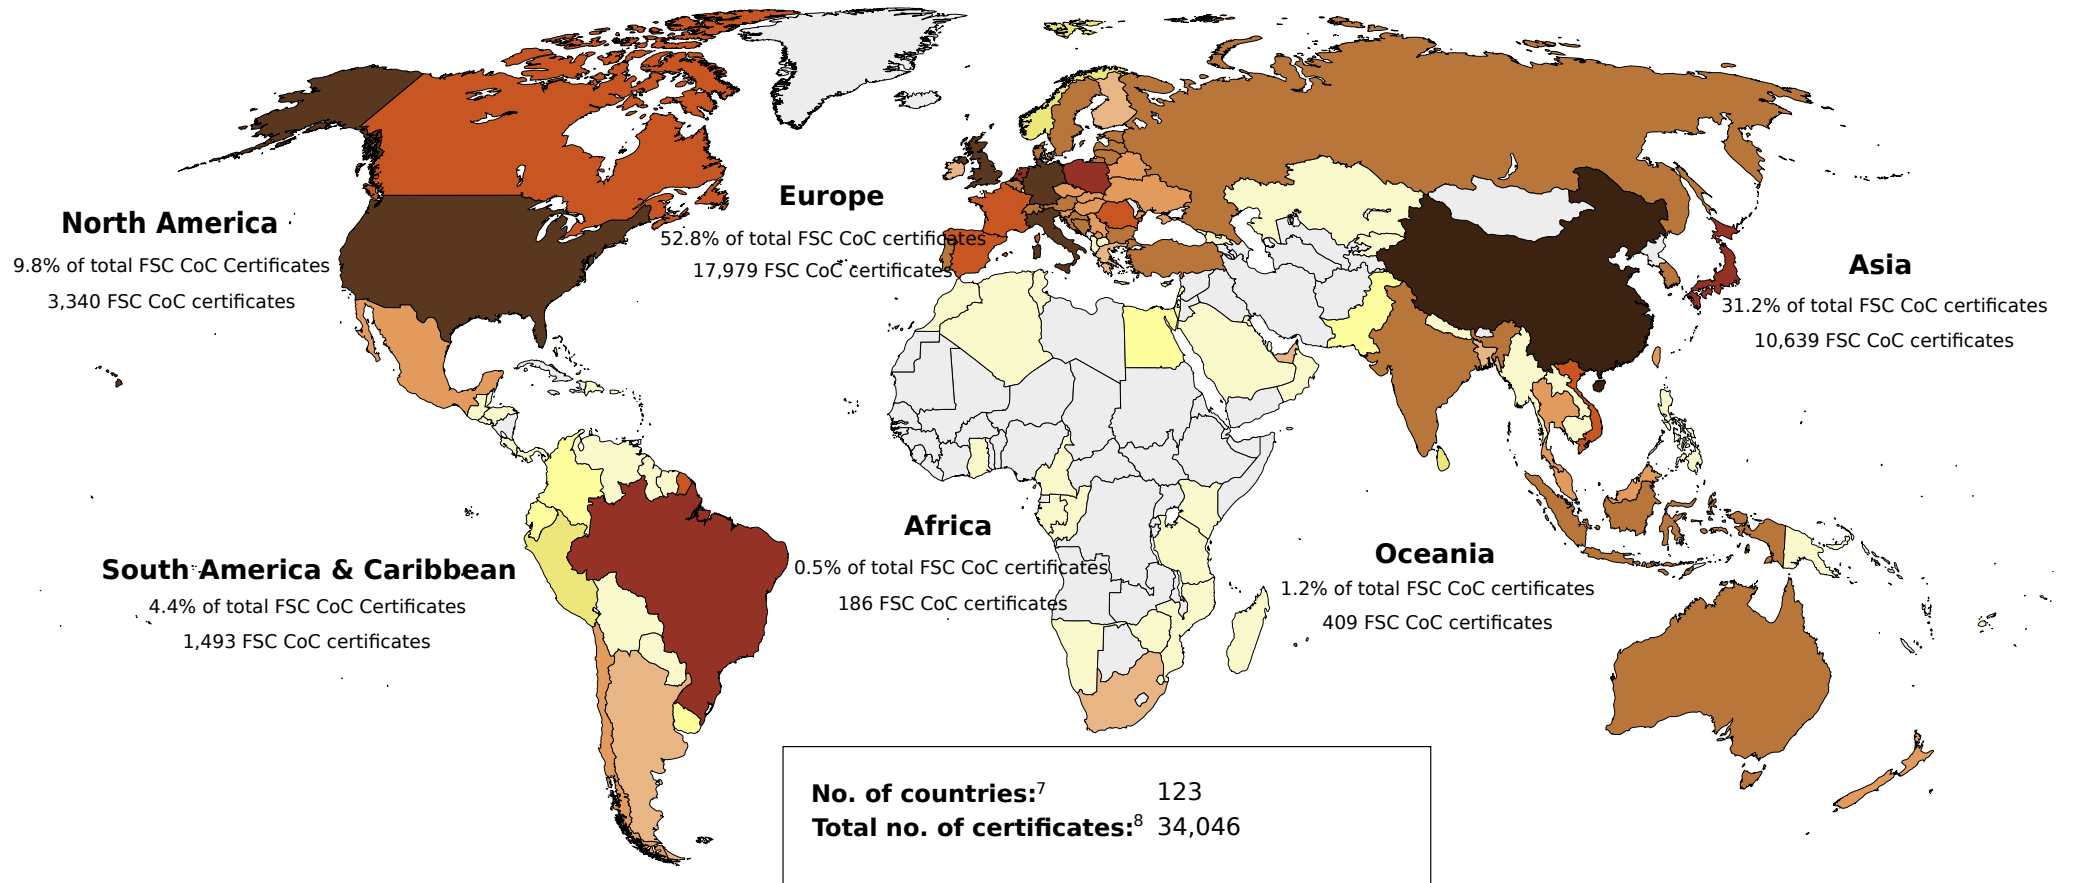 North America
9.8% of total FSC CoC Certificates
3,340 FSC CoC certificates
Europe
52.8% of total FSC CoC certificates
17,979 FSC CoC certificates
Asia
31.2% of total FSC CoC certificates
10,639 FSC CoC certificates
South America & Caribbean
4.4% of total FSC CoC Certificates
1,493 FSC CoC certificates
Africa
0.5% of total FSC CoC certificates
186 FSC CoC certificates
Oceania
1.2% of total FSC CoC certificates
409 FSC CoC certificates
No. of countries:⁷ 123
Total no. of certificates:⁸ 34,046